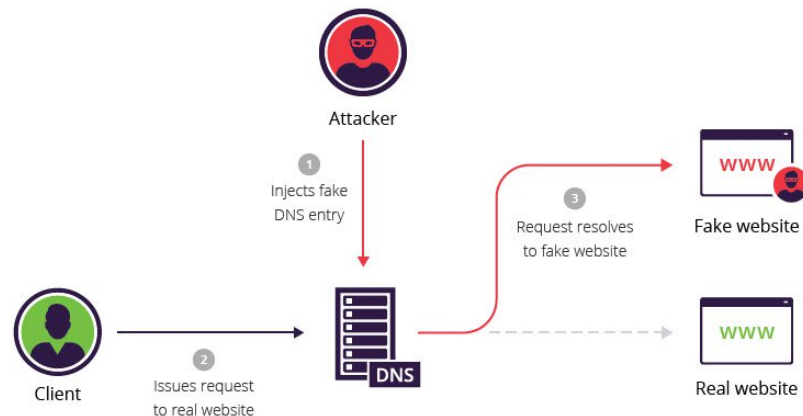 Attacker
1
Injects fake
DNS entry
www
3
Request resolves
to fake website
Fake website
DNS
www
Client
2
Issues request
to real website
Real website